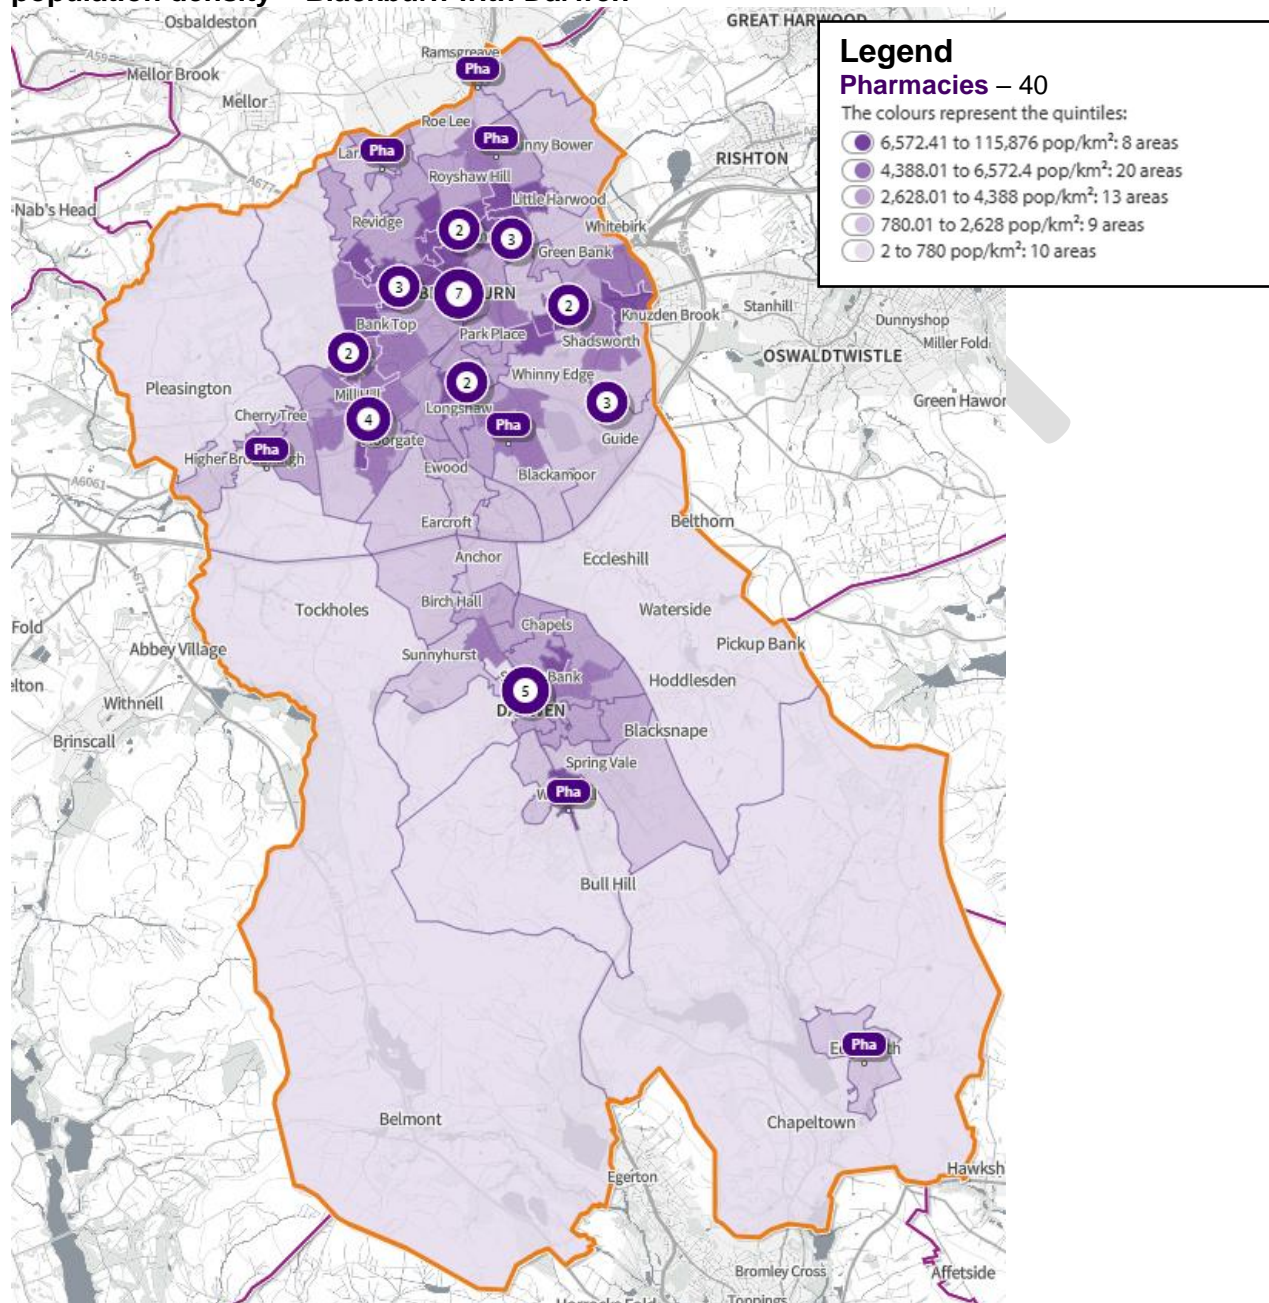 Osbaldeston
GREAT HARWOOD
Legend
Pharmacies – 40
The colours represent the quintiles:
6,572.41 to 115,876 pop/km²: 8 areas
4,388.01 to 6,572.4 pop/km²: 20 areas
2,628.01 to 4,388 pop/km²: 13 areas
780.01 to 2,628 pop/km²: 9 areas
2 to 780 pop/km²: 10 areas
Ramsgreave
Pha
A59
Mellor Brook
Mellor
Roe Lee
Pha
Pha
RISHTON
A677
Royshaw Hill
Little Harwood
Nab's Head
Revidge
Whitebirk
2
3
Green Bank
3
7
2
Stanhill
Knuzden Brook
Dunnyshop
Bank Top
Park Place
Shadsworth
Miller Fold
2
OSWALDTWISTLE
Pleasington
2
Whinny Edge
Mill Hill
3
Longshaw
Cherry Tree
4
Pha
Guide
Pha
Ewood
Blackamoor
A6061
Earcroft
Belthorn
Anchor
Eccleshill
A675
Birch Hall
Tockholes
Waterside
Chapels
Fold
Pickup Bank
Abbey Village
Sunnyhurst
Bank
Hoddlesden
5
Withnell
Blacksnape
Brinscall
Spring Vale
Pha
Bull Hill
Pha
Belmont
Chapeltown
Egerton
Bromley Cross
Affetside